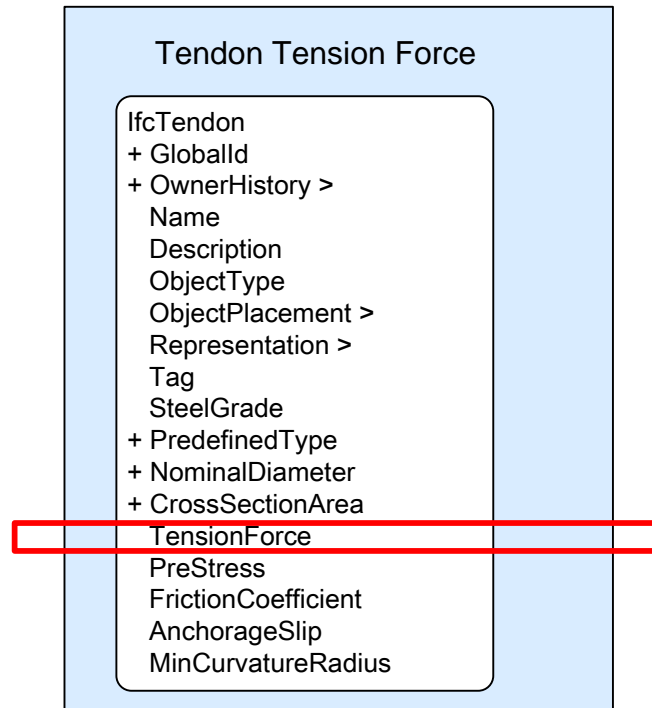 Tendon Tension Force
IfcTendon
+ GlobalId
+ OwnerHistory >
Name
Description
ObjectType
ObjectPlacement >
Representation >
Tag
SteelGrade
+ PredefinedType
+ NominalDiameter
+ CrossSectionArea
TensionForce
PreStress
FrictionCoefficient
AnchorageSlip
MinCurvatureRadius